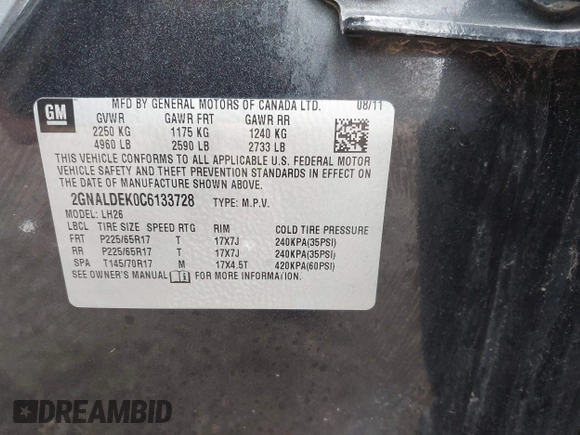 GM
MFD BY GENERAL MOTORS OF CANADA LTD. 08/11
GVWR GAWR FRT GAWR RR
2250 KG 1175 KG 1240 KG
4960 LB 2590 LB 2733 LB
THIS VEHICLE CONFORMS TO ALL APPLICABLE U.S. FEDERAL MOTOR
VEHICLE SAFETY AND THEFT PREVENTION STANDARDS IN EFFECT ON
THE DATE OF MANUFACTURE SHOWN ABOVE.
2GNALDEK0C6133728 TYPE: M.P.V.
MODEL: LH26
LBCL TIRE SIZE SPEED RTG RIM COLD TIRE PRESSURE
FRT P225/65R17 T 17X7J 240KPA(35PSI)
RR P225/65R17 T 17X7J 240KPA(35PSI)
SPA T145/70R17 M 17X4.5T 420KPA(60PSI)
SEE OWNER'S MANUAL FOR MORE INFORMATION.
DREAMBID